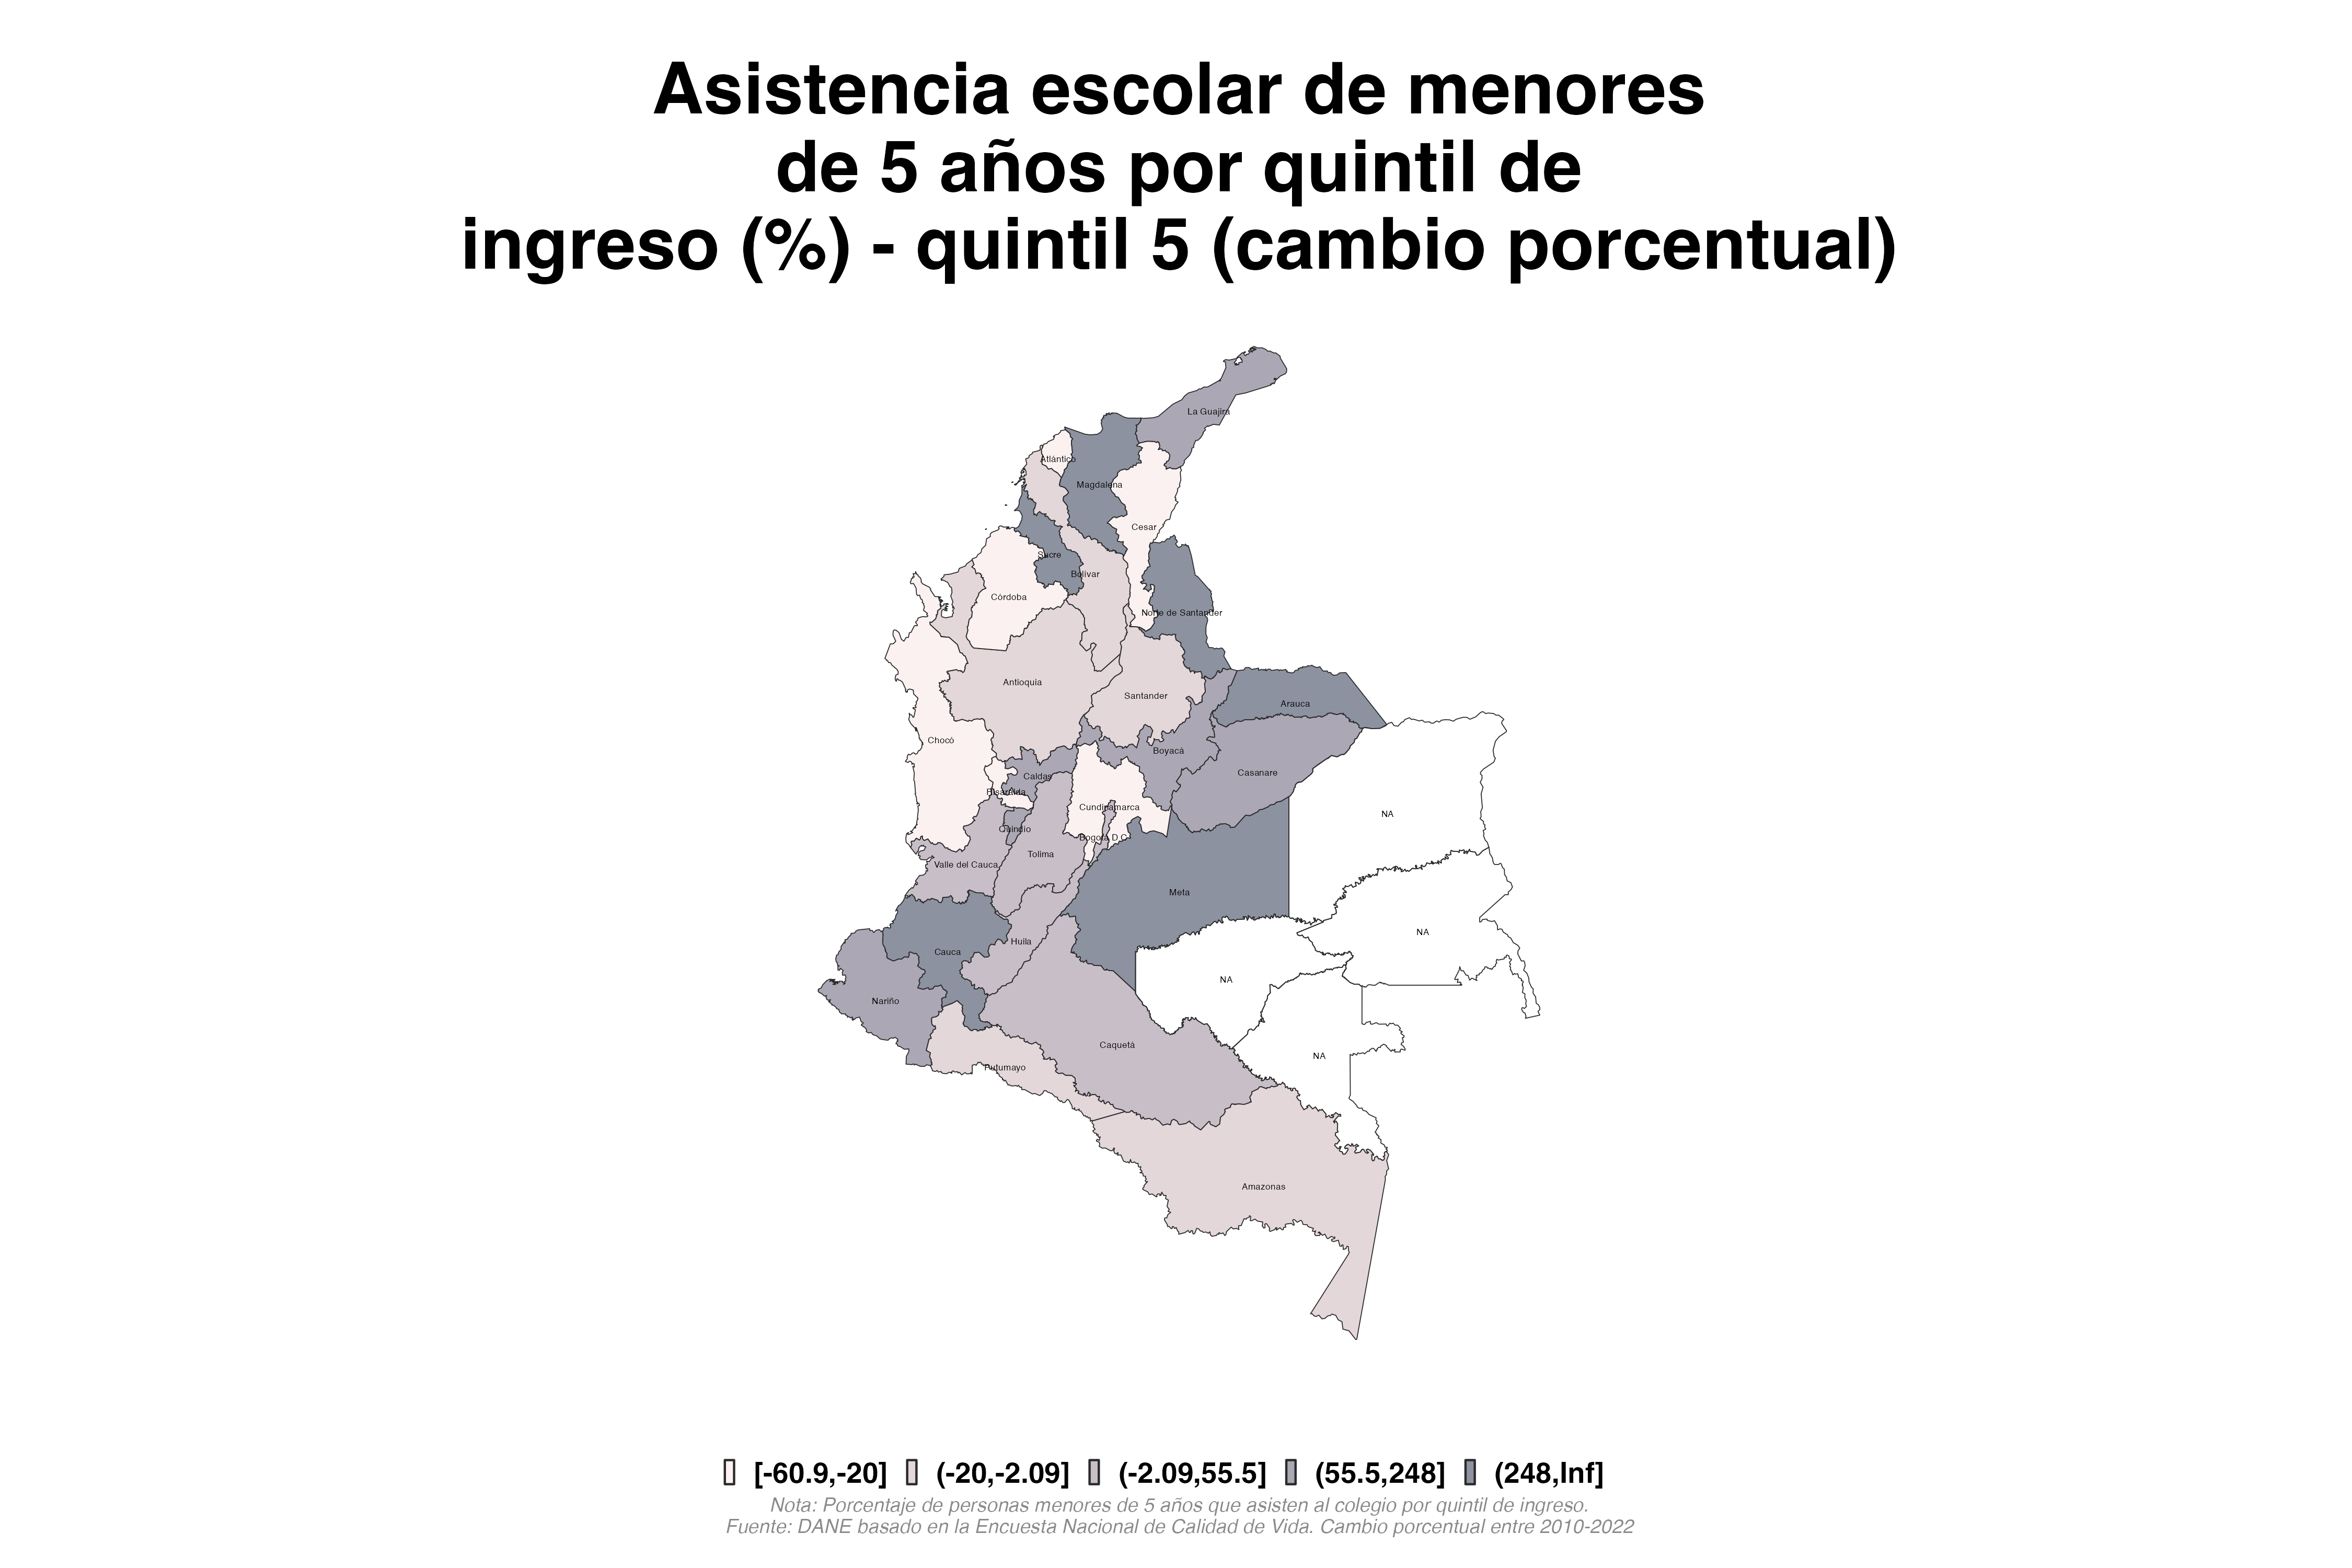 Asistencia escolar de menores
de 5 años por quintil de
ingreso (%) - quintil 5 (cambio porcentual)
La Guajira
Atlántico
Magdalena
Cesar
Sucre
Bolívar
Córdoba
Norte de Santander
Antioquia
Santander
Arauca
Chocó
Boyacá
Caldas
Casanare
Risaralda
Cundinamarca
NA
Quindío
Bogotá D.C.
Tolima
Valle del Cauca
Meta
NA
Huila
Cauca
NA
Nariño
Caquetá
NA
Putumayo
Amazonas
[-60.9,-20] (-20,-2.09] (-2.09,55.5] (55.5,248] (248,Inf]
Nota: Porcentaje de personas menores de 5 años que asisten al colegio por quintil de ingreso.
Fuente: DANE basado en la Encuesta Nacional de Calidad de Vida. Cambio porcentual entre 2010-2022